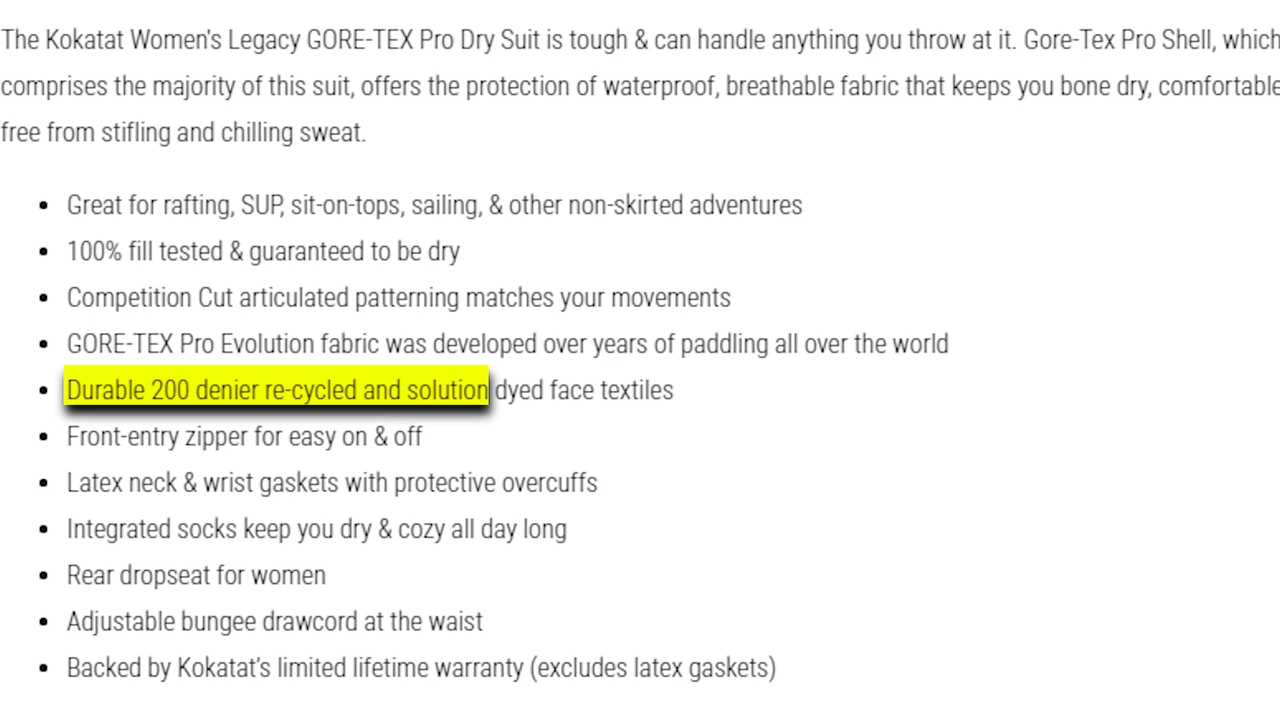 The Kokatat Women's Legacy GORE-TEX Pro Dry Suit is tough & can handle anything you throw at it. Gore-Tex Pro Shell, which
comprises the majority of this suit, offers the protection of waterproof, breathable fabric that keeps you bone dry, comfortable
free from stifling and chilling sweat.
• Great for rafting, SUP, sit-on-tops, sailing, & other non-skirted adventures
• 100% fill tested & guaranteed to be dry
• Competition Cut articulated patterning matches your movements
• GORE-TEX Pro Evolution fabric was developed over years of paddling all over the world
• Durable 200 denier re-cycled and solution dyed face textiles
• Front-entry zipper for easy on & off
• Latex neck & wrist gaskets with protective overcuffs
• Integrated socks keep you dry & cozy all day long
• Rear dropseat for women
• Adjustable bungee drawcord at the waist
• Backed by Kokatat's limited lifetime warranty (excludes latex gaskets)